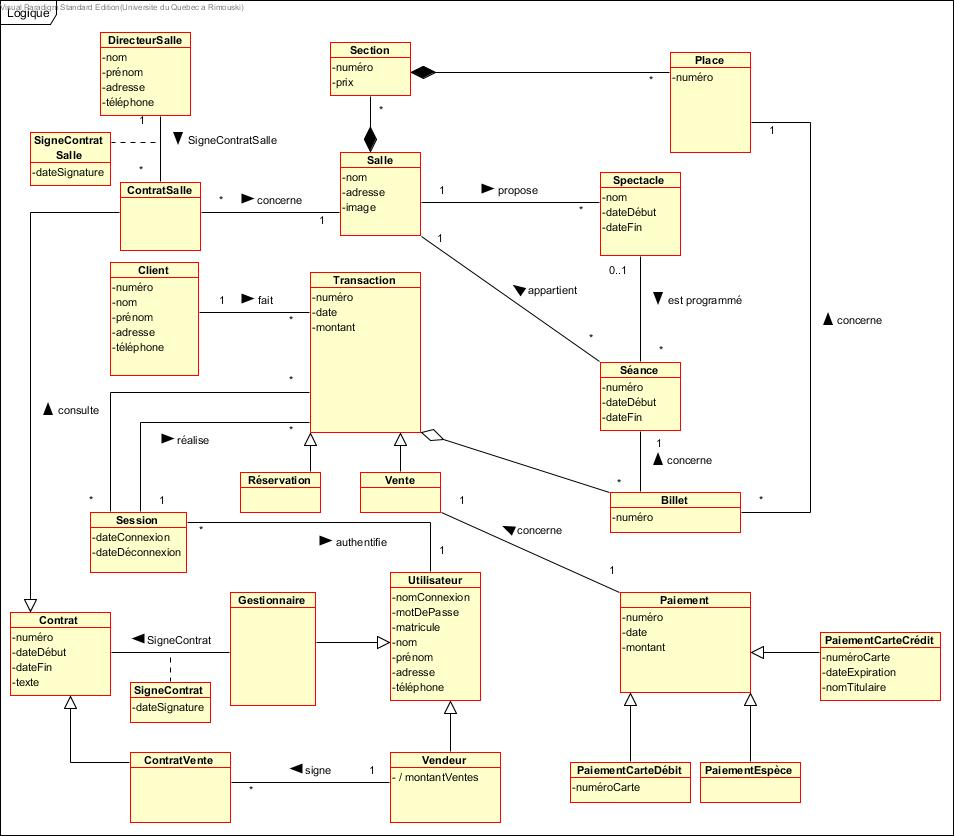 Visual Paradigm Standard Edition(Universite du Quebec a Rimouski)
Logique
DirecteurSalle
-nom
-prénom
-adresse
-téléphone
1
SigneContratSalle
SigneContrat
Salle
-dateSignature
*
ContratSalle
*
concerne
1
Section
-numéro
-prix
*
*
Salle
-nom
-adresse
-image
1
propose
*
1
Place
-numéro
1
Spectacle
-nom
-dateDébut
-dateFin
0..1
est programmé
*
concerne
appartient
*
Séance
-numéro
-dateDébut
-dateFin
1
concerne
Client
-numéro
-nom
-prénom
-adresse
-téléphone
1
fait
*
Transaction
-numéro
-date
-montant
*
consulte
*
réalise
*
1
Réservation
Vente
1
*
Billet
-numéro
*
Session
-dateConnexion
-dateDéconnexion
*
authentifie
1
concerne
1
Utilisateur
-nomConnexion
-motDePasse
-matricule
-nom
-prénom
-adresse
-téléphone
Gestionnaire
Contrat
-numéro
-dateDébut
-dateFin
-texte
SigneContrat
SigneContrat
-dateSignature
Paiement
-numéro
-date
-montant
PaiementCarteCrédit
-numéroCarte
-dateExpiration
-nomTitulaire
ContratVente
*
signe
1
Vendeur
- / montantVentes
PaiementCarteDébit
-numéroCarte
PaiementEspèce